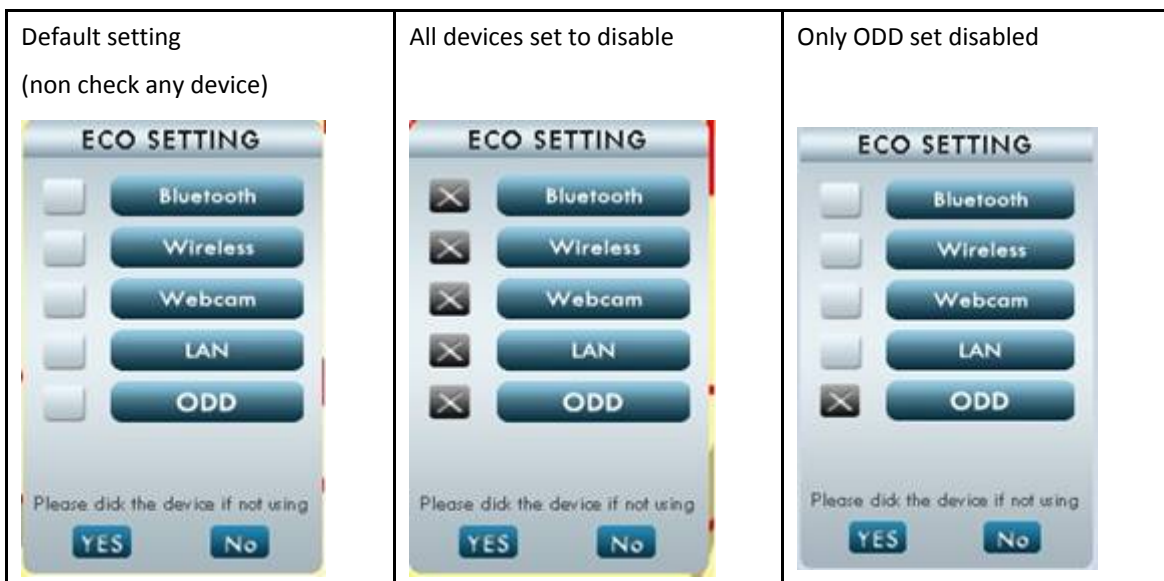 Default setting
(non check any device)
ECO SETTING
Bluetooth
Wireless
Webcam
LAN
ODD
Please click the device if not using
YES No
All devices set to disable
ECO SETTING
Bluetooth
Wireless
Webcam
LAN
ODD
Please click the device if not using
YES No
Only ODD set disabled
ECO SETTING
Bluetooth
Wireless
Webcam
LAN
ODD
Please click the device if not using
YES No